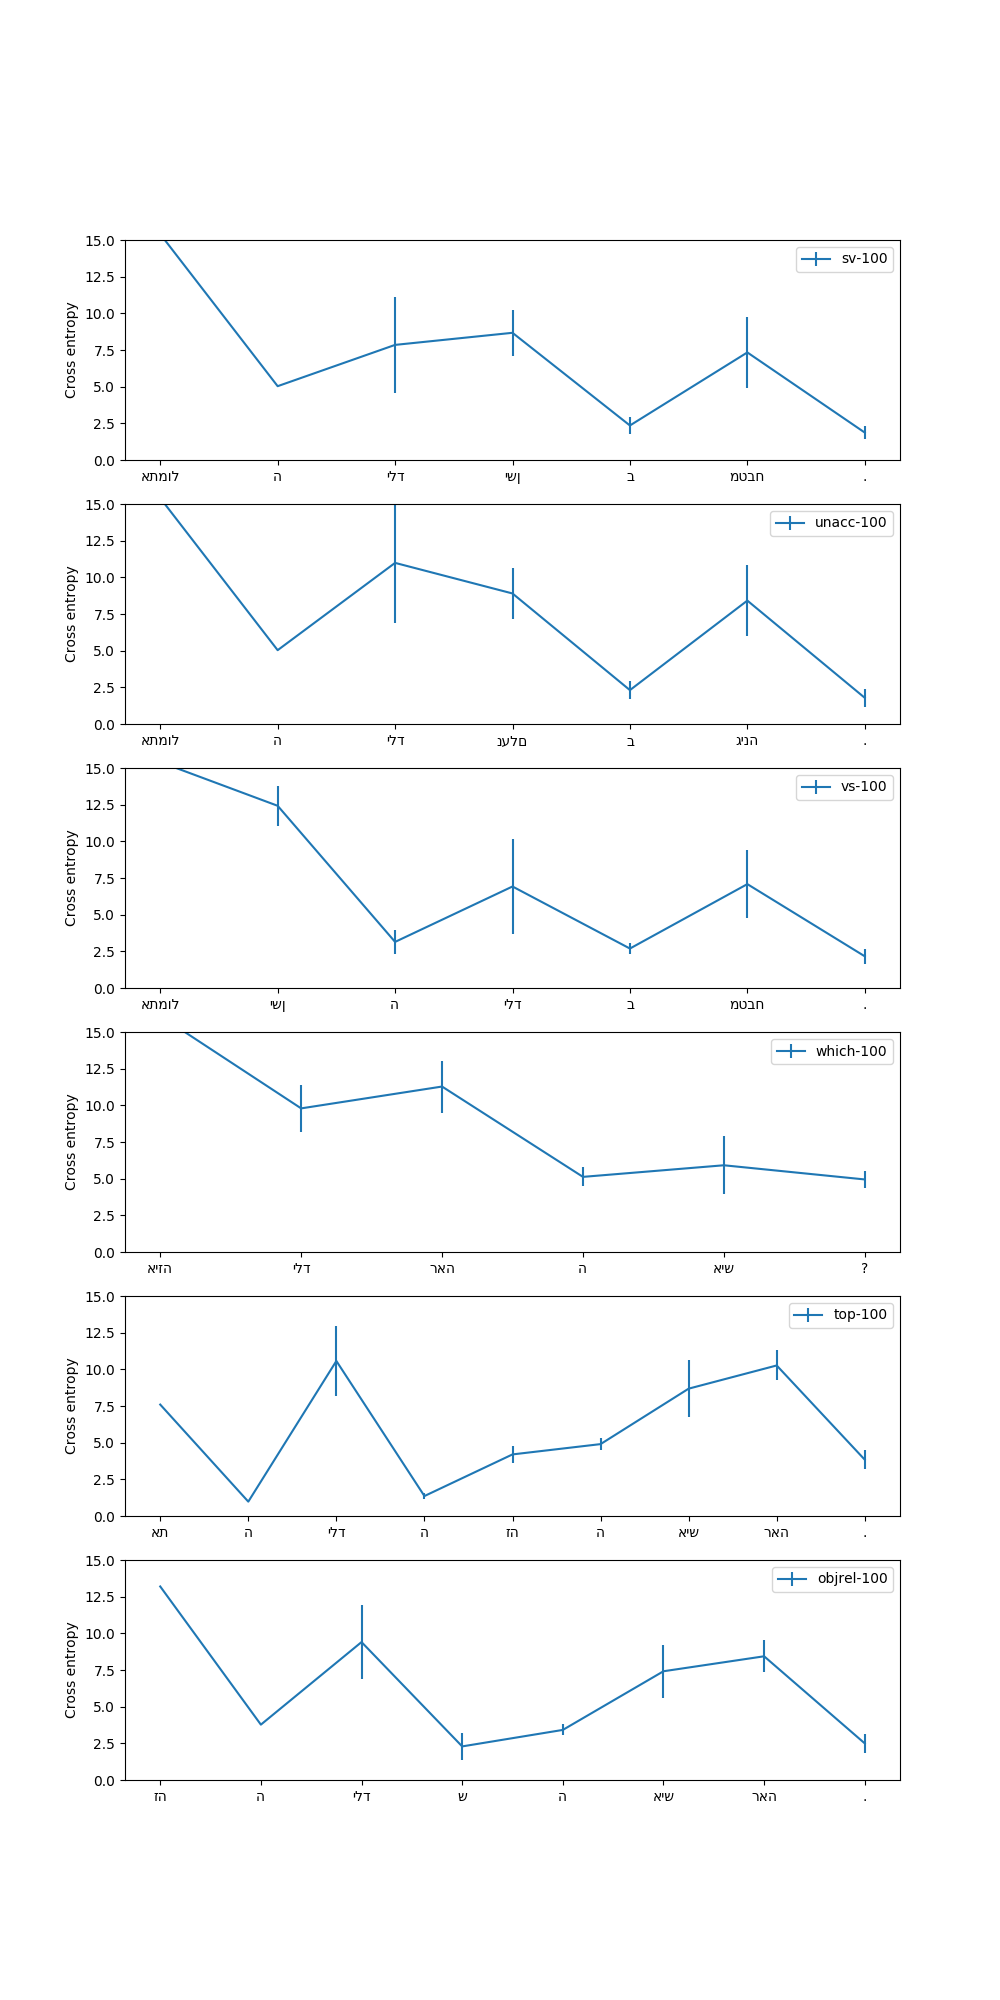 15.0
12.5
10.0
7.5
5.0
2.5
0.0
Cross entropy
sv-100
אתמול
ה
ילד
ישן
ב
מטבח
.
15.0
12.5
10.0
7.5
5.0
2.5
0.0
Cross entropy
unacc-100
אתמול
ה
ילד
נעלם
ב
גינה
.
15.0
12.5
10.0
7.5
5.0
2.5
0.0
Cross entropy
vs-100
אתמול
ישן
ה
ילד
ב
מטבח
.
15.0
12.5
10.0
7.5
5.0
2.5
0.0
Cross entropy
which-100
איזה
ילד
ראה
ה
איש
?
15.0
12.5
10.0
7.5
5.0
2.5
0.0
Cross entropy
top-100
את
ה
ילד
ה
זה
ה
איש
ראה
.
15.0
12.5
10.0
7.5
5.0
2.5
0.0
Cross entropy
objrel-100
זה
ה
ילד
ש
ה
איש
ראה
.